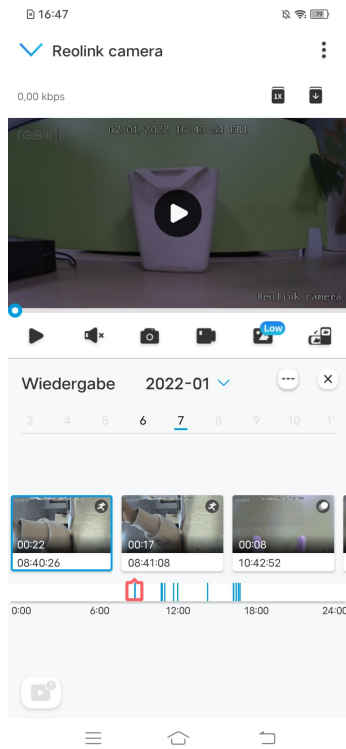 16:47
79
Reolink camera
0,00 kbps
1X
reolink
07/01/2022 16:43:53 FRI
Reolink camera
Low
Wiedergabe
2022-01
3 4 5 6 7 8 9 10
00:22
00:17
00:08
08:40:26
08:41:08
10:42:52
0:00 6:00 12:00 18:00 24:00